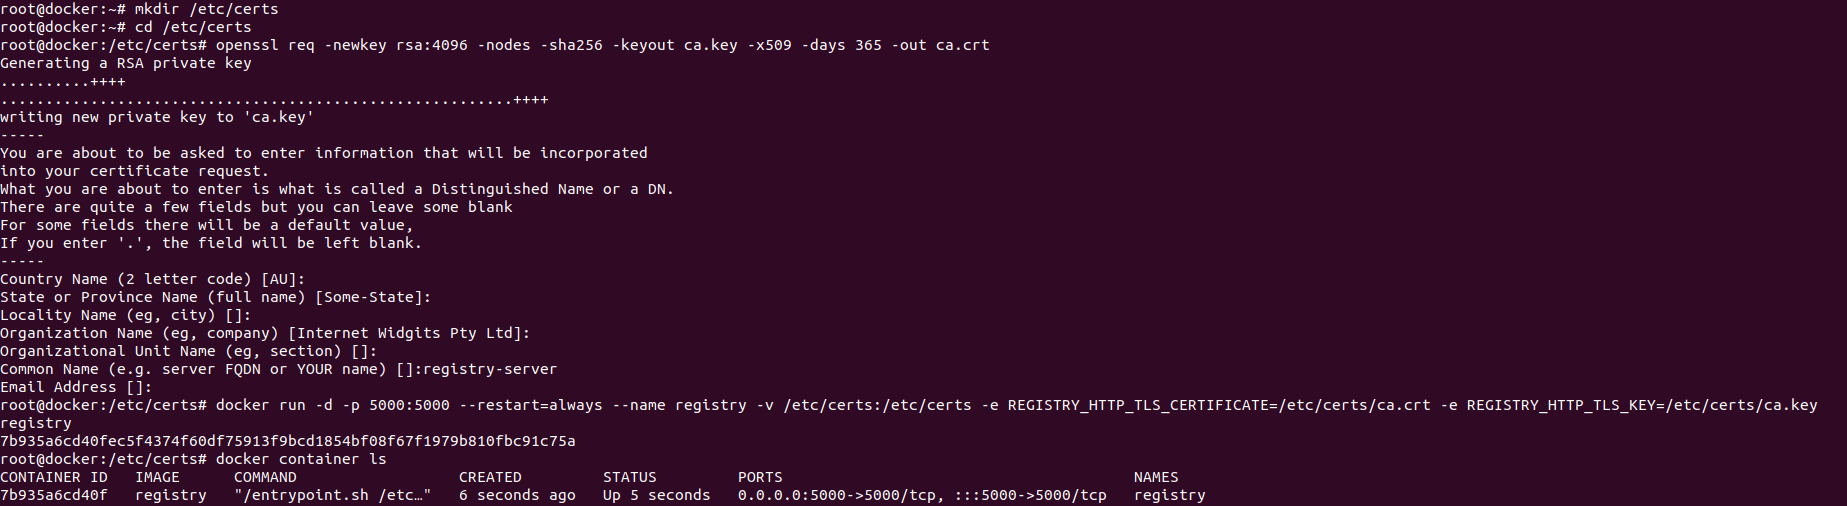 root@docker:~# mkdir /etc/certs
root@docker:~# cd /etc/certs
root@docker:/etc/certs# openssl req -newkey rsa:4096 -nodes -sha256 -keyout ca.key -x509 -days 365 -out ca.crt
Generating a RSA private key
..........++++
.........................................................++++
writing new private key to 'ca.key'
-----
You are about to be asked to enter information that will be incorporated
into your certificate request.
What you are about to enter is what is called a Distinguished Name or a DN.
There are quite a few fields but you can leave some blank
For some fields there will be a default value,
If you enter '.', the field will be left blank.
-----
Country Name (2 letter code) [AU]:
State or Province Name (full name) [Some-State]:
Locality Name (eg, city) []:
Organization Name (eg, company) [Internet Widgits Pty Ltd]:
Organizational Unit Name (eg, section) []:
Common Name (e.g. server FQDN or YOUR name) []:registry-server
Email Address []:
root@docker:/etc/certs# docker run -d -p 5000:5000 --restart=always --name registry -v /etc/certs:/etc/certs -e REGISTRY_HTTP_TLS_CERTIFICATE=/etc/certs/ca.crt -e REGISTRY_HTTP_TLS_KEY=/etc/certs/ca.key
registry
7b935a6cd40fec5f4374f60df75913f9bcd1854bf08f67f1979b810fbc91c75a
root@docker:/etc/certs# docker container ls
CONTAINER ID   IMAGE      COMMAND                  CREATED         STATUS         PORTS                                       NAMES
7b935a6cd40f   registry   "/entrypoint.sh /etc…"   6 seconds ago   Up 5 seconds   0.0.0.0:5000->5000/tcp, :::5000->5000/tcp   registry